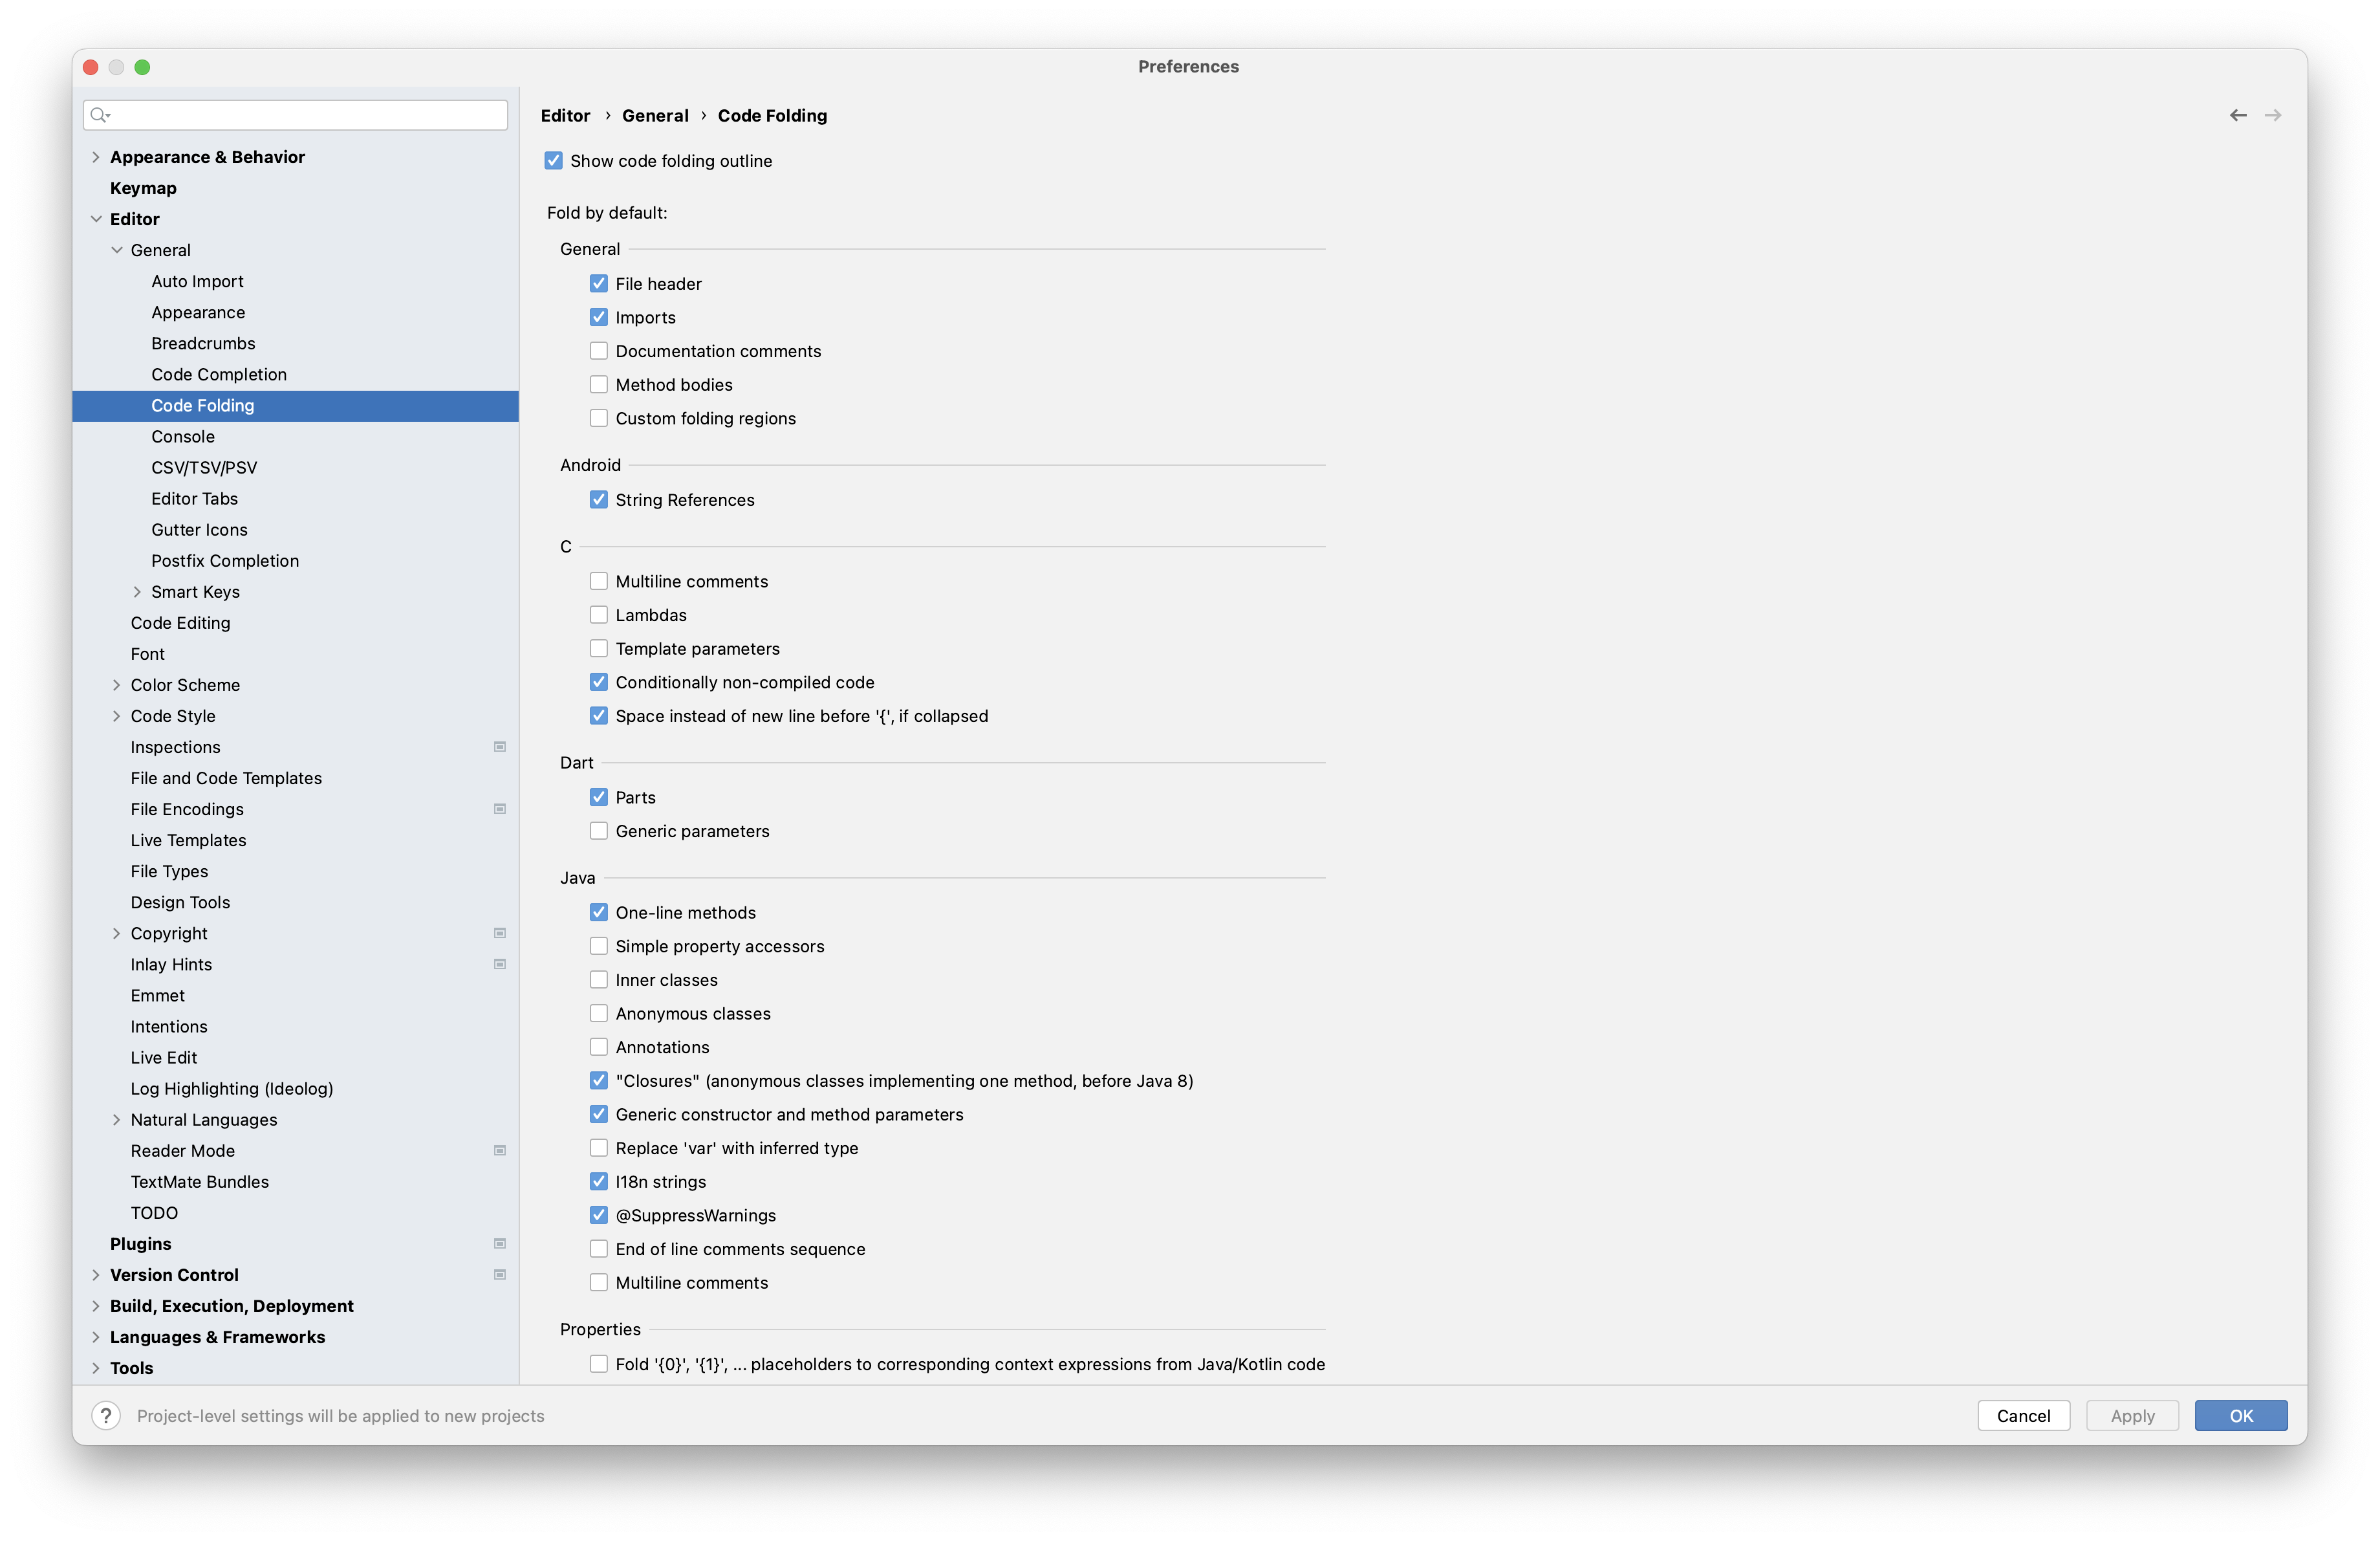 Preferences
Appearance & Behavior
Keymap
Editor
General
Auto Import
Appearance
Breadcrumbs
Code Completion
Code Folding
Console
CSV/TSV/PSV
Editor Tabs
Gutter Icons
Postfix Completion
Smart Keys
Code Editing
Font
Color Scheme
Code Style
Inspections
File and Code Templates
File Encodings
Live Templates
File Types
Design Tools
Copyright
Inlay Hints
Emmet
Intentions
Live Edit
Log Highlighting (Ideolog)
Natural Languages
Reader Mode
TextMate Bundles
TODO
Plugins
Version Control
Build, Execution, Deployment
Languages & Frameworks
Tools
Editor › General › Code Folding
Show code folding outline
Fold by default:
General
File header
Imports
Documentation comments
Method bodies
Custom folding regions
Android
String References
C
Multiline comments
Lambdas
Template parameters
Conditionally non-compiled code
Space instead of new line before '{', if collapsed
Dart
Parts
Generic parameters
Java
One-line methods
Simple property accessors
Inner classes
Anonymous classes
Annotations
"Closures" (anonymous classes implementing one method, before Java 8)
Generic constructor and method parameters
Replace 'var' with inferred type
I18n strings
@SuppressWarnings
End of line comments sequence
Multiline comments
Properties
Fold '{0}', '{1}', ... placeholders to corresponding context expressions from Java/Kotlin code
? Project-level settings will be applied to new projects
Cancel Apply OK